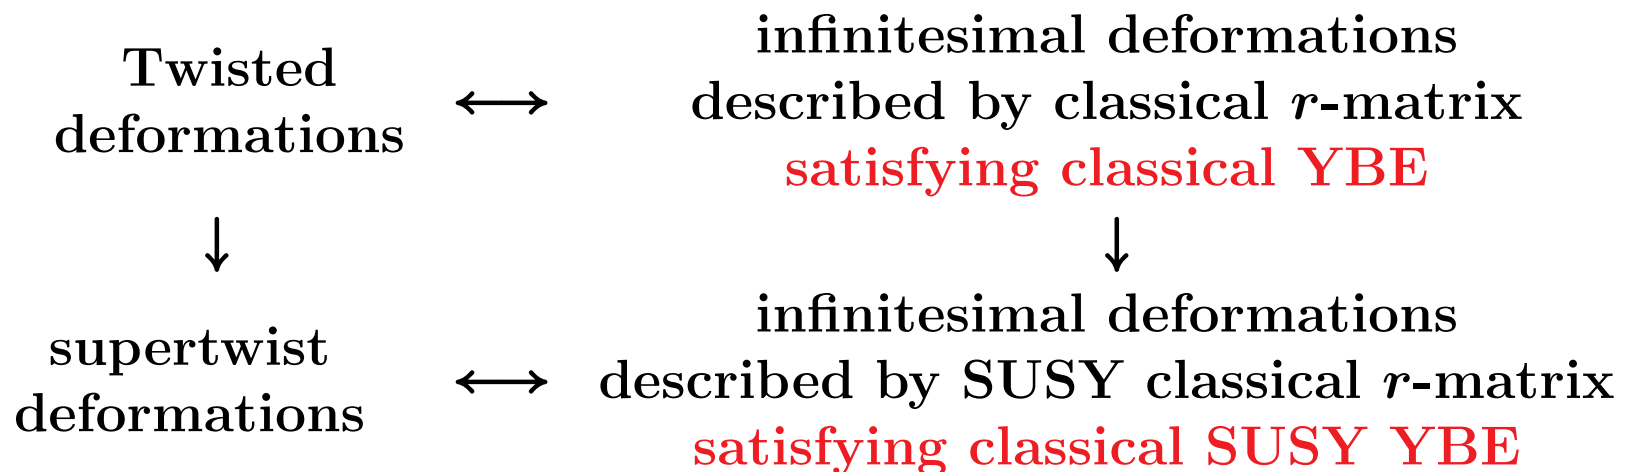 Twisted
deformations
↔
infinitesimal deformations
described by classical r-matrix
satisfying classical YBE
↓
↓
supertwist
deformations
↔
infinitesimal deformations
described by SUSY classical r-matrix
satisfying classical SUSY YBE